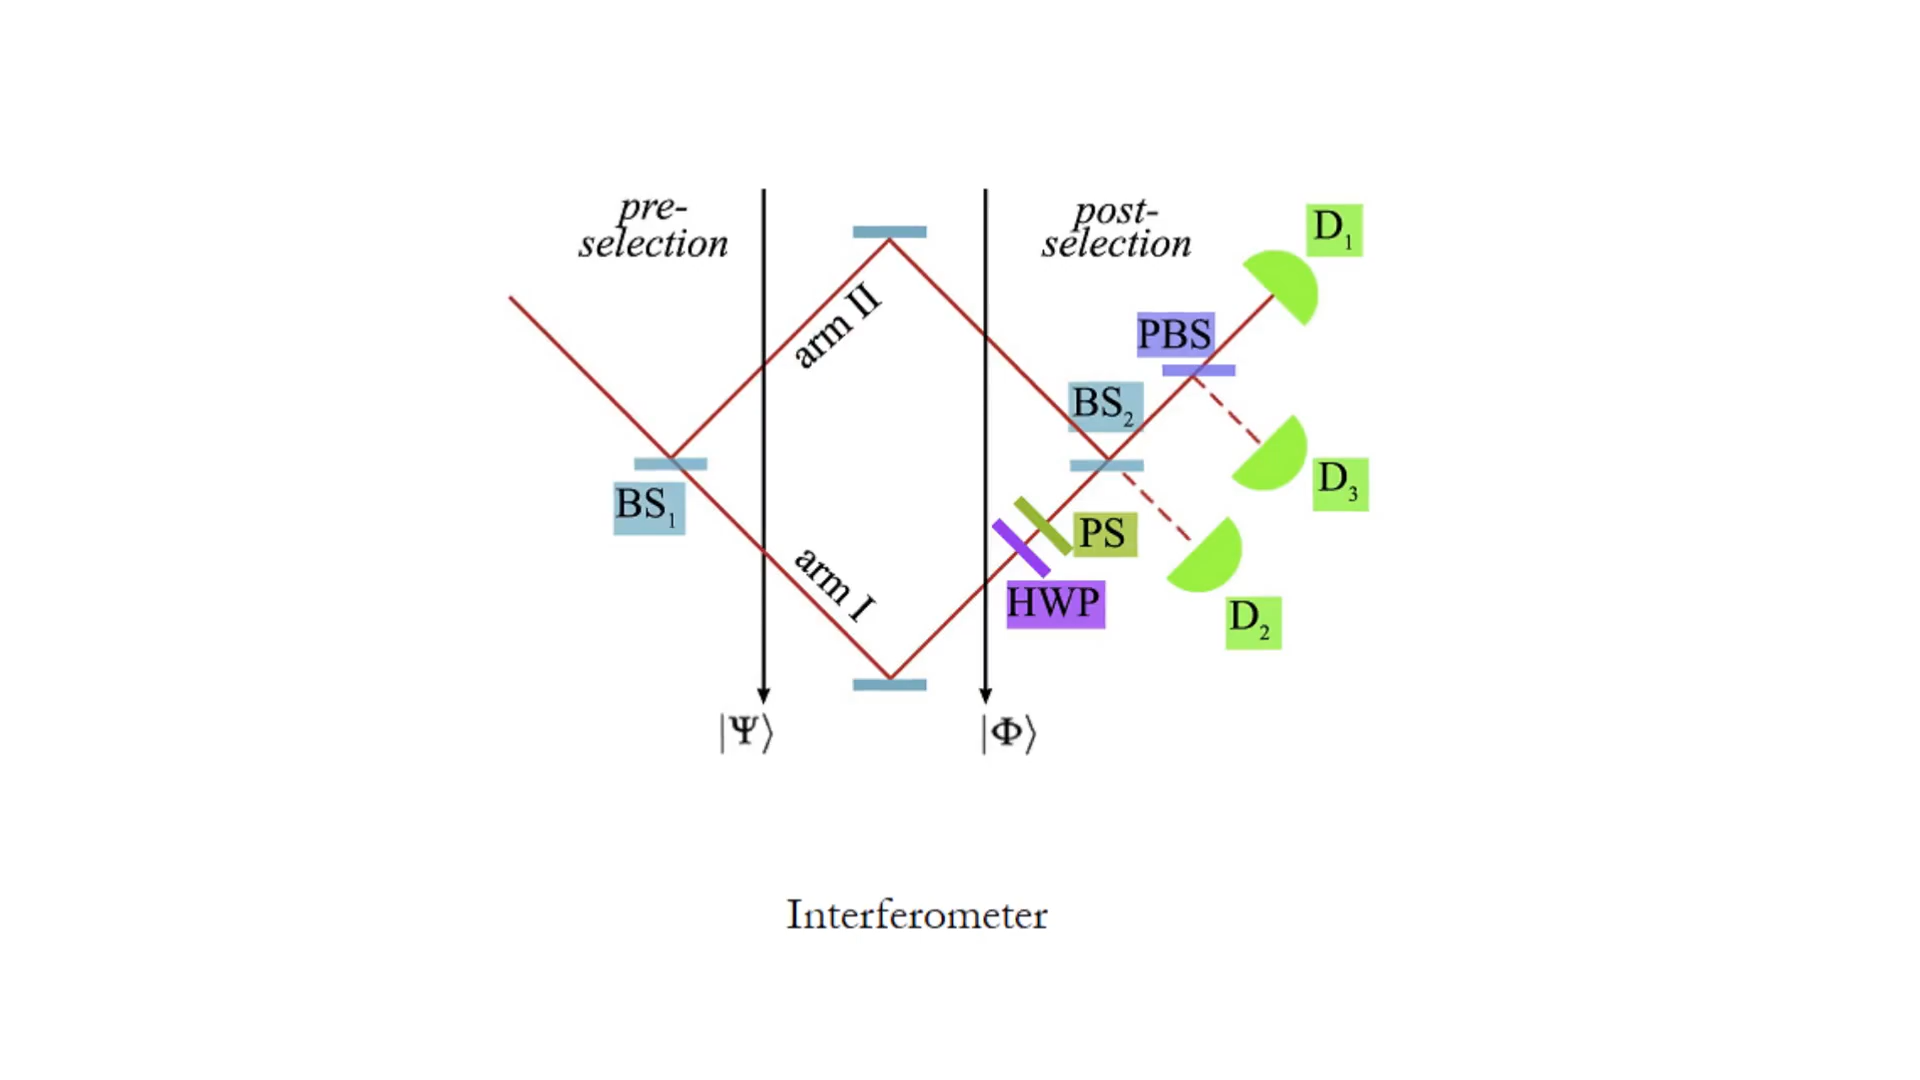 pre-
selection
post-
selection
D₁
arm II
PBS
BS₂
D₃
BS₁
PS
arm I
HWP
D₂
|Ψ⟩
|Φ⟩
Interferometer